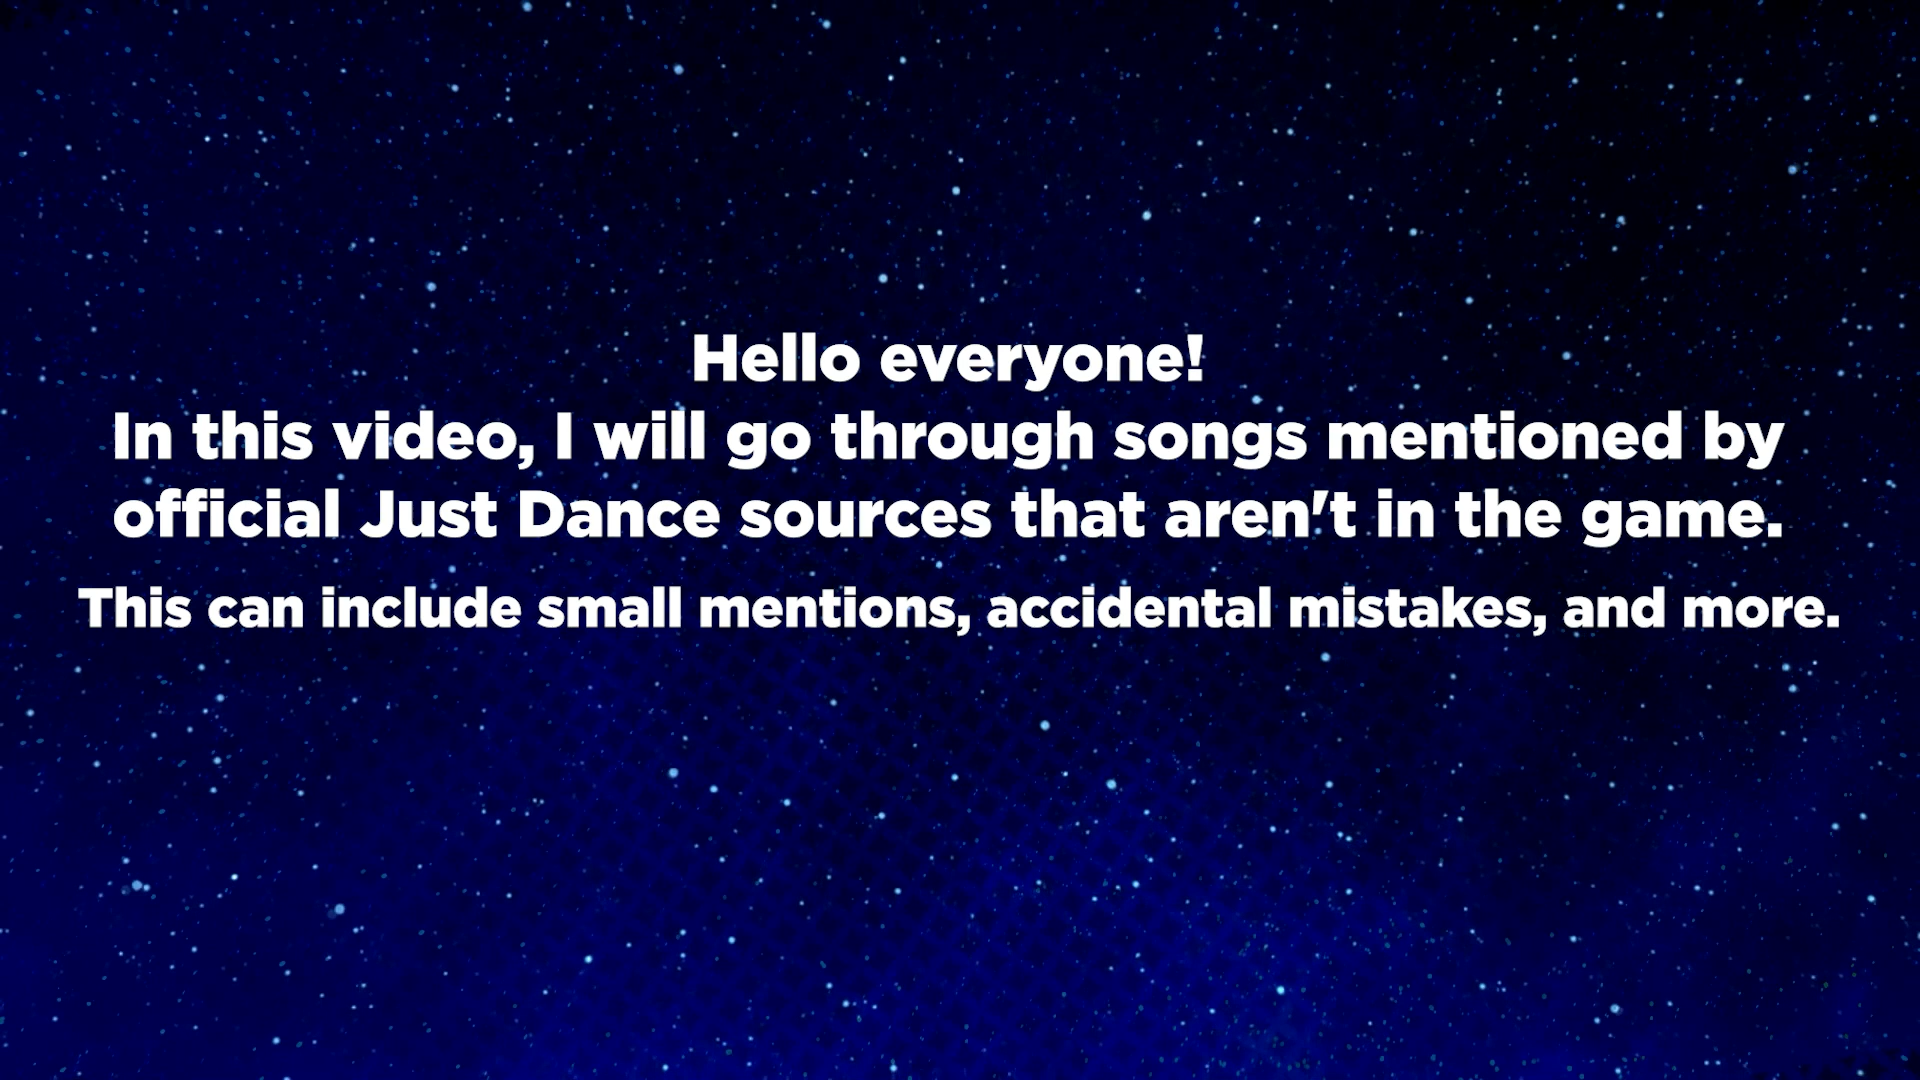 Hello everyone!
In this video, I will go through songs mentioned by
official Just Dance sources that aren't in the game.
This can include small mentions, accidental mistakes, and more.